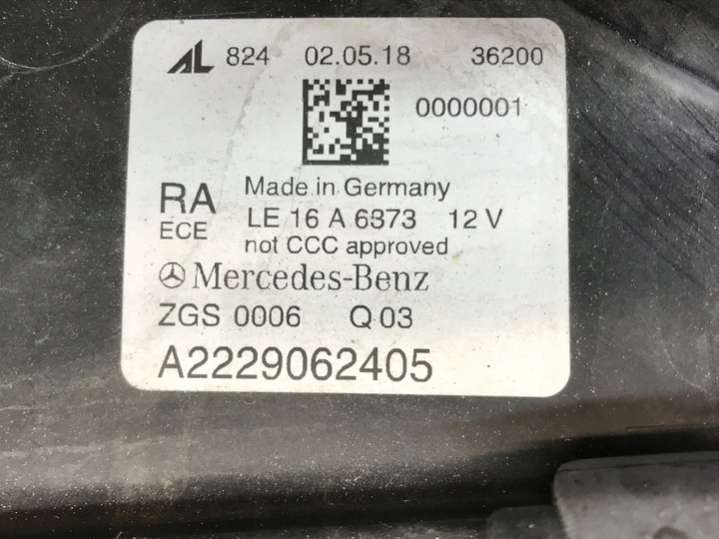 AL 824 02.05.18 36200
0000001
RA Made in Germany
ECE LE 16 A 6373 12 V
not CCC approved
Mercedes-Benz
ZGS 0006 Q 03
A2229062405